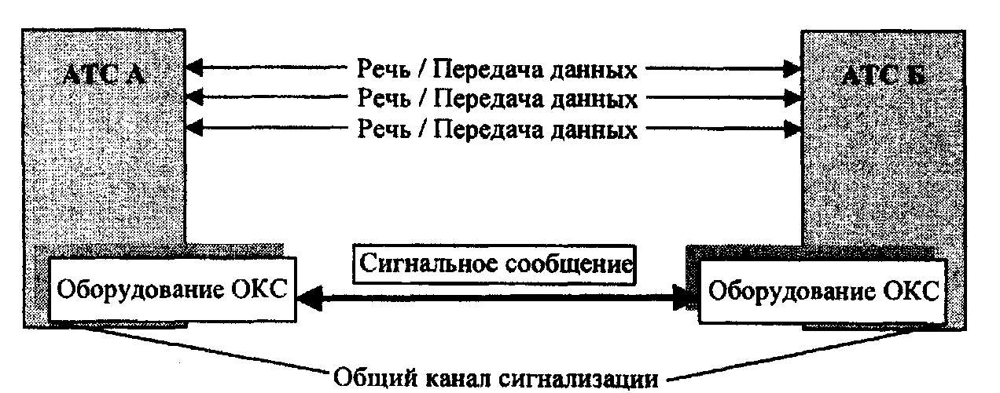 АТС А
АТС Б
Речь / Передача данных
Речь / Передача данных
Речь / Передача данных
Сигнальное сообщение
Оборудование ОКС
Оборудование ОКС
Общий канал сигнализации